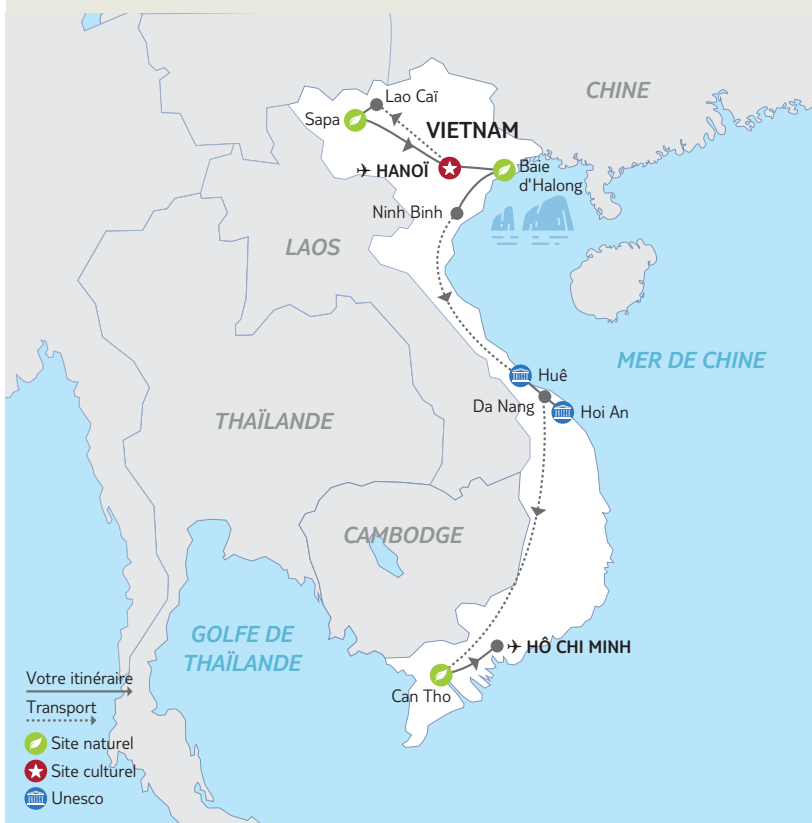 CHINE
Lao Caï
Sapa
VIETNAM
✈ HANOÏ
Baie
d'Halong
Ninh Binh
LAOS
MER DE CHINE
Huê
Da Nang
Hoi An
THAÏLANDE
CAMBODGE
GOLFE DE
THAÏLANDE
✈ HÔ CHI MINH
Can Tho
Votre itinéraire
Transport
Site naturel
Site culturel
Unesco